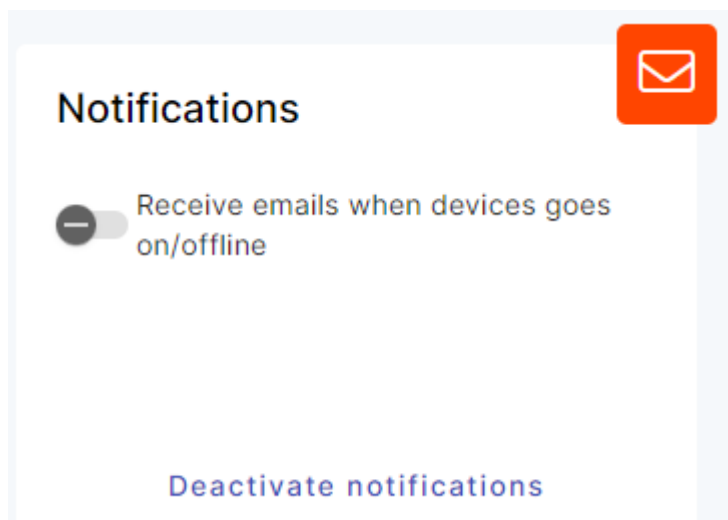 Notifications
Receive emails when devices goes
on/offline
Deactivate notifications